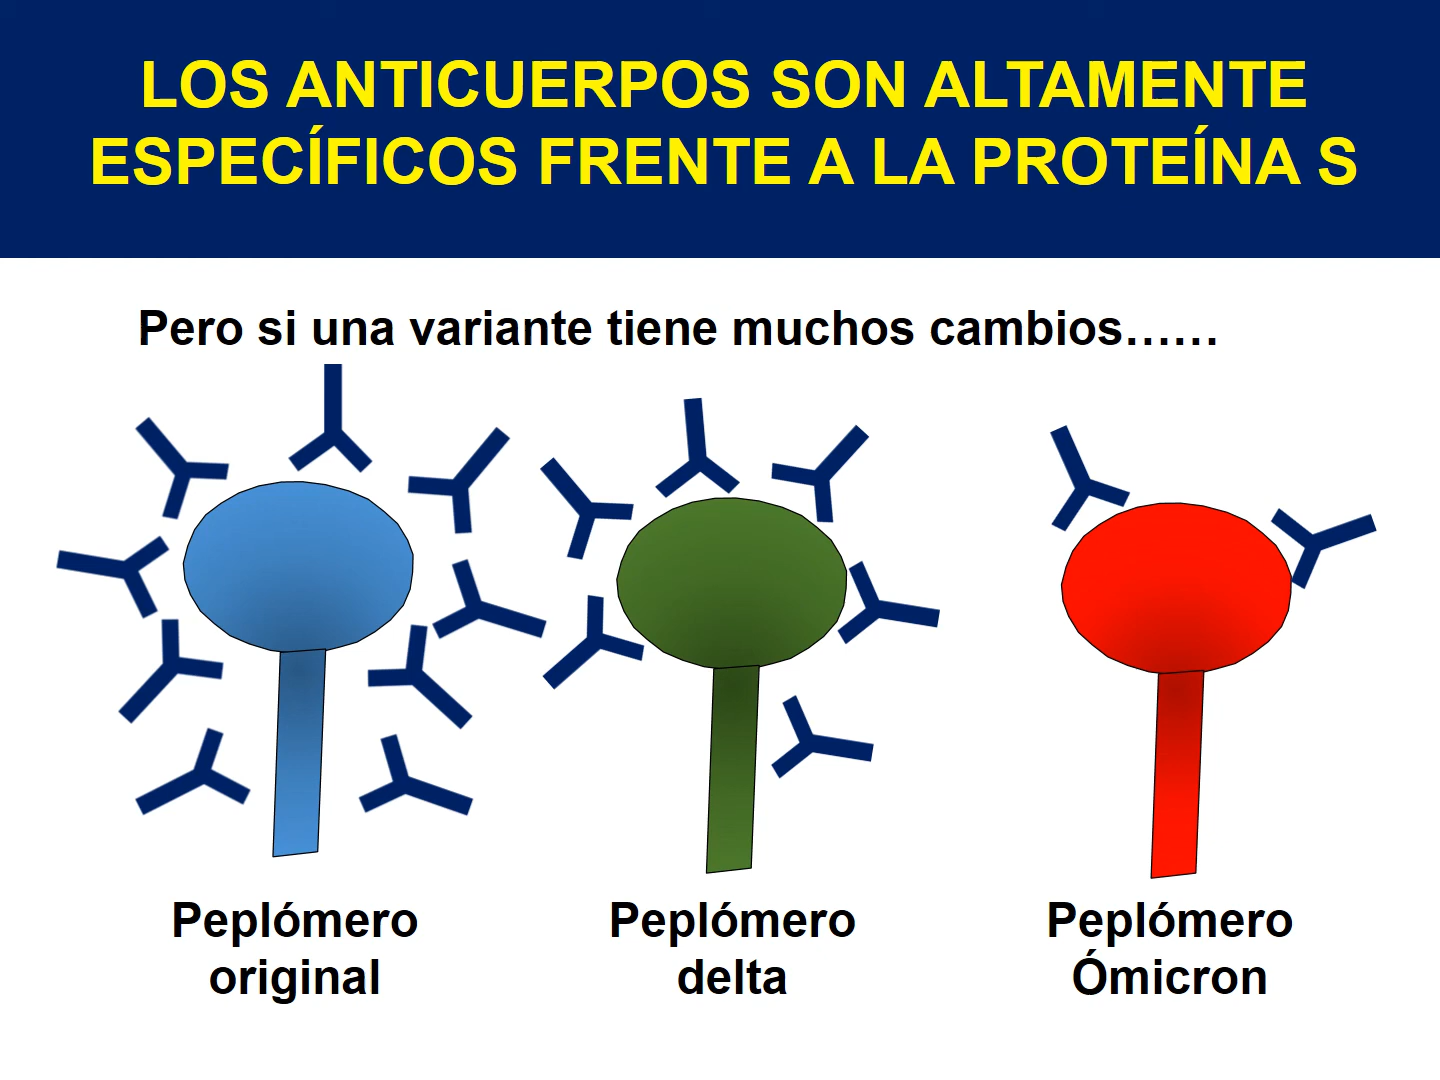 LOS ANTICUERPOS SON ALTAMENTE
ESPECÍFICOS FRENTE A LA PROTEÍNA S
Pero si una variante tiene muchos cambios……
Peplómero
original
Peplómero
delta
Peplómero
Ómicron